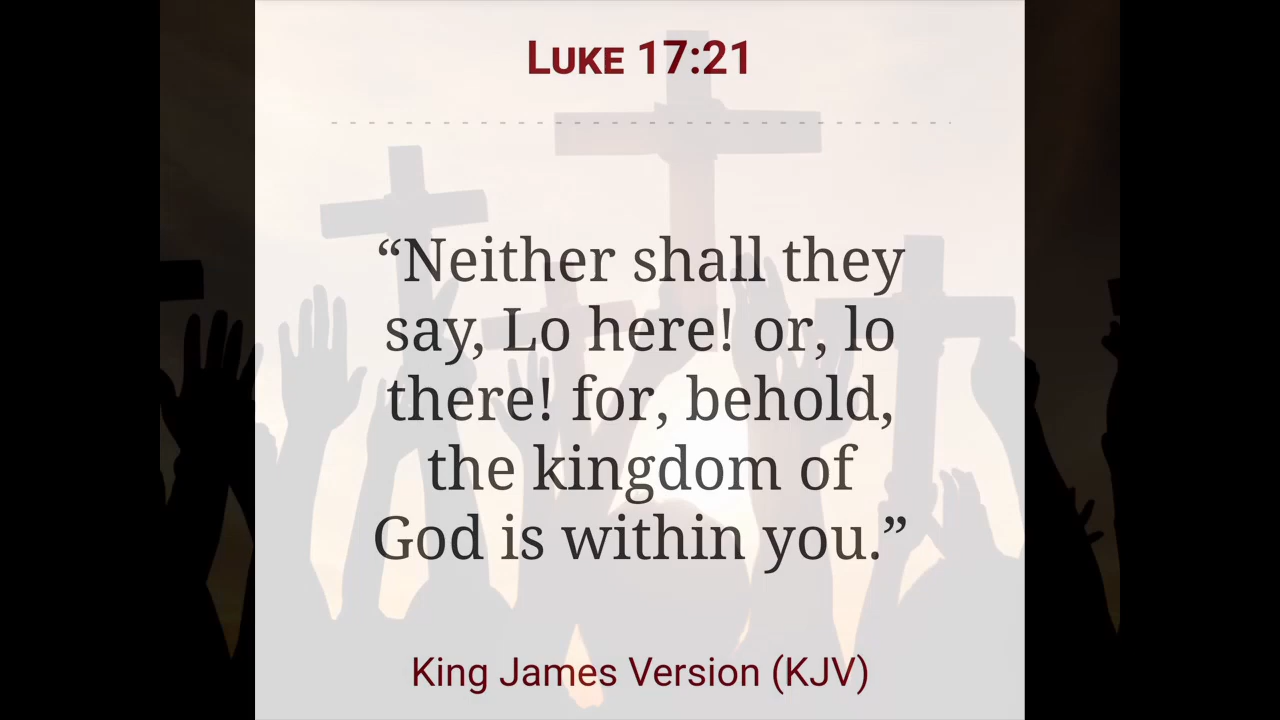 Luke 17:21
“Neither shall they
say, Lo here! or, lo
there! for, behold,
the kingdom of
God is within you.”
King James Version (KJV)